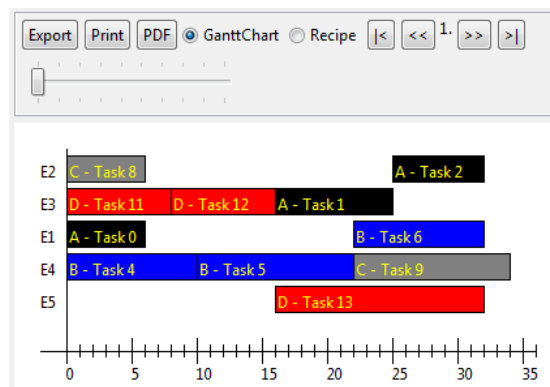 Export Print PDF GanttChart Recipe |< << 1. >> >|
E2 C - Task 8 A - Task 2
E3 D - Task 11 D - Task 12 A - Task 1
E1 A - Task 0 B - Task 6
E4 B - Task 4 B - Task 5 C - Task 9
E5 D - Task 13
0 5 10 15 20 25 30 35